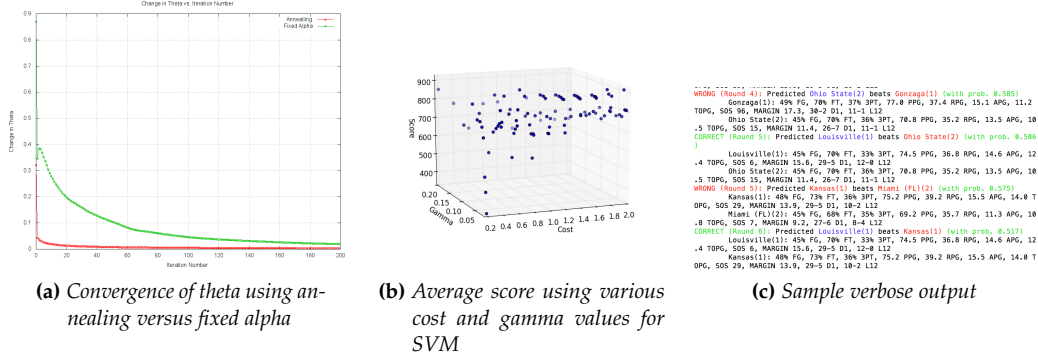 Change in Theta vs. Iteration Number
Annealing
Fixed Alpha
Change in Theta
0.9
0.8
0.7
0.6
0.5
0.4
0.3
0.2
0.1
0
0 20 40 60 80 100 120 140 160 180 200
Iteration Number
(a) Convergence of theta using an-
nealing versus fixed alpha
Score
900
800
700
600
500
400
0.20
0.15
0.10
0.05
Gamma
0.2 0.4 0.6 0.8 1.0 1.2 1.4 1.6 1.8 2.0
Cost
(b) Average score using various
cost and gamma values for
SVM
WRONG (Round 4): Predicted Ohio State(2) beats Gonzaga(1) (with prob. 0.585)
Gonzaga(1): 49% FG, 70% FT, 37% 3PT, 77.0 PPG, 37.4 RPG, 15.1 APG, 11.2
TOPG, SOS 96, MARGIN 17.3, 30-2 D1, 11-1 L12
Ohio State(2): 45% FG, 70% FT, 36% 3PT, 70.8 PPG, 35.2 RPG, 13.5 APG, 10
.5 TOPG, SOS 15, MARGIN 11.4, 26-7 D1, 11-1 L12
CORRECT (Round 5): Predicted Louisville(1) beats Ohio State(2) (with prob. 0.506
)
Louisville(1): 45% FG, 70% FT, 33% 3PT, 74.5 PPG, 36.8 RPG, 14.6 APG, 12
.4 TOPG, SOS 6, MARGIN 15.6, 29-5 D1, 12-0 L12
Ohio State(2): 45% FG, 70% FT, 36% 3PT, 70.8 PPG, 35.2 RPG, 13.5 APG, 10
.5 TOPG, SOS 15, MARGIN 11.4, 26-7 D1, 11-1 L12
WRONG (Round 5): Predicted Kansas(1) beats Miami (FL)(2) (with prob. 0.575)
Kansas(1): 48% FG, 73% FT, 36% 3PT, 75.2 PPG, 39.2 RPG, 15.5 APG, 14.0 T
OPG, SOS 29, MARGIN 13.9, 29-5 D1, 10-2 L12
Miami (FL)(2): 45% FG, 68% FT, 35% 3PT, 69.2 PPG, 35.7 RPG, 11.3 APG, 10
.8 TOPG, SOS 7, MARGIN 9.2, 27-6 D1, 8-4 L12
CORRECT (Round 6): Predicted Louisville(1) beats Kansas(1) (with prob. 0.517)
Louisville(1): 45% FG, 70% FT, 33% 3PT, 74.5 PPG, 36.8 RPG, 14.6 APG, 12
.4 TOPG, SOS 6, MARGIN 15.6, 29-5 D1, 12-0 L12
Kansas(1): 48% FG, 73% FT, 36% 3PT, 75.2 PPG, 39.2 RPG, 15.5 APG, 14.0 T
OPG, SOS 29, MARGIN 13.9, 29-5 D1, 10-2 L12
(c) Sample verbose output